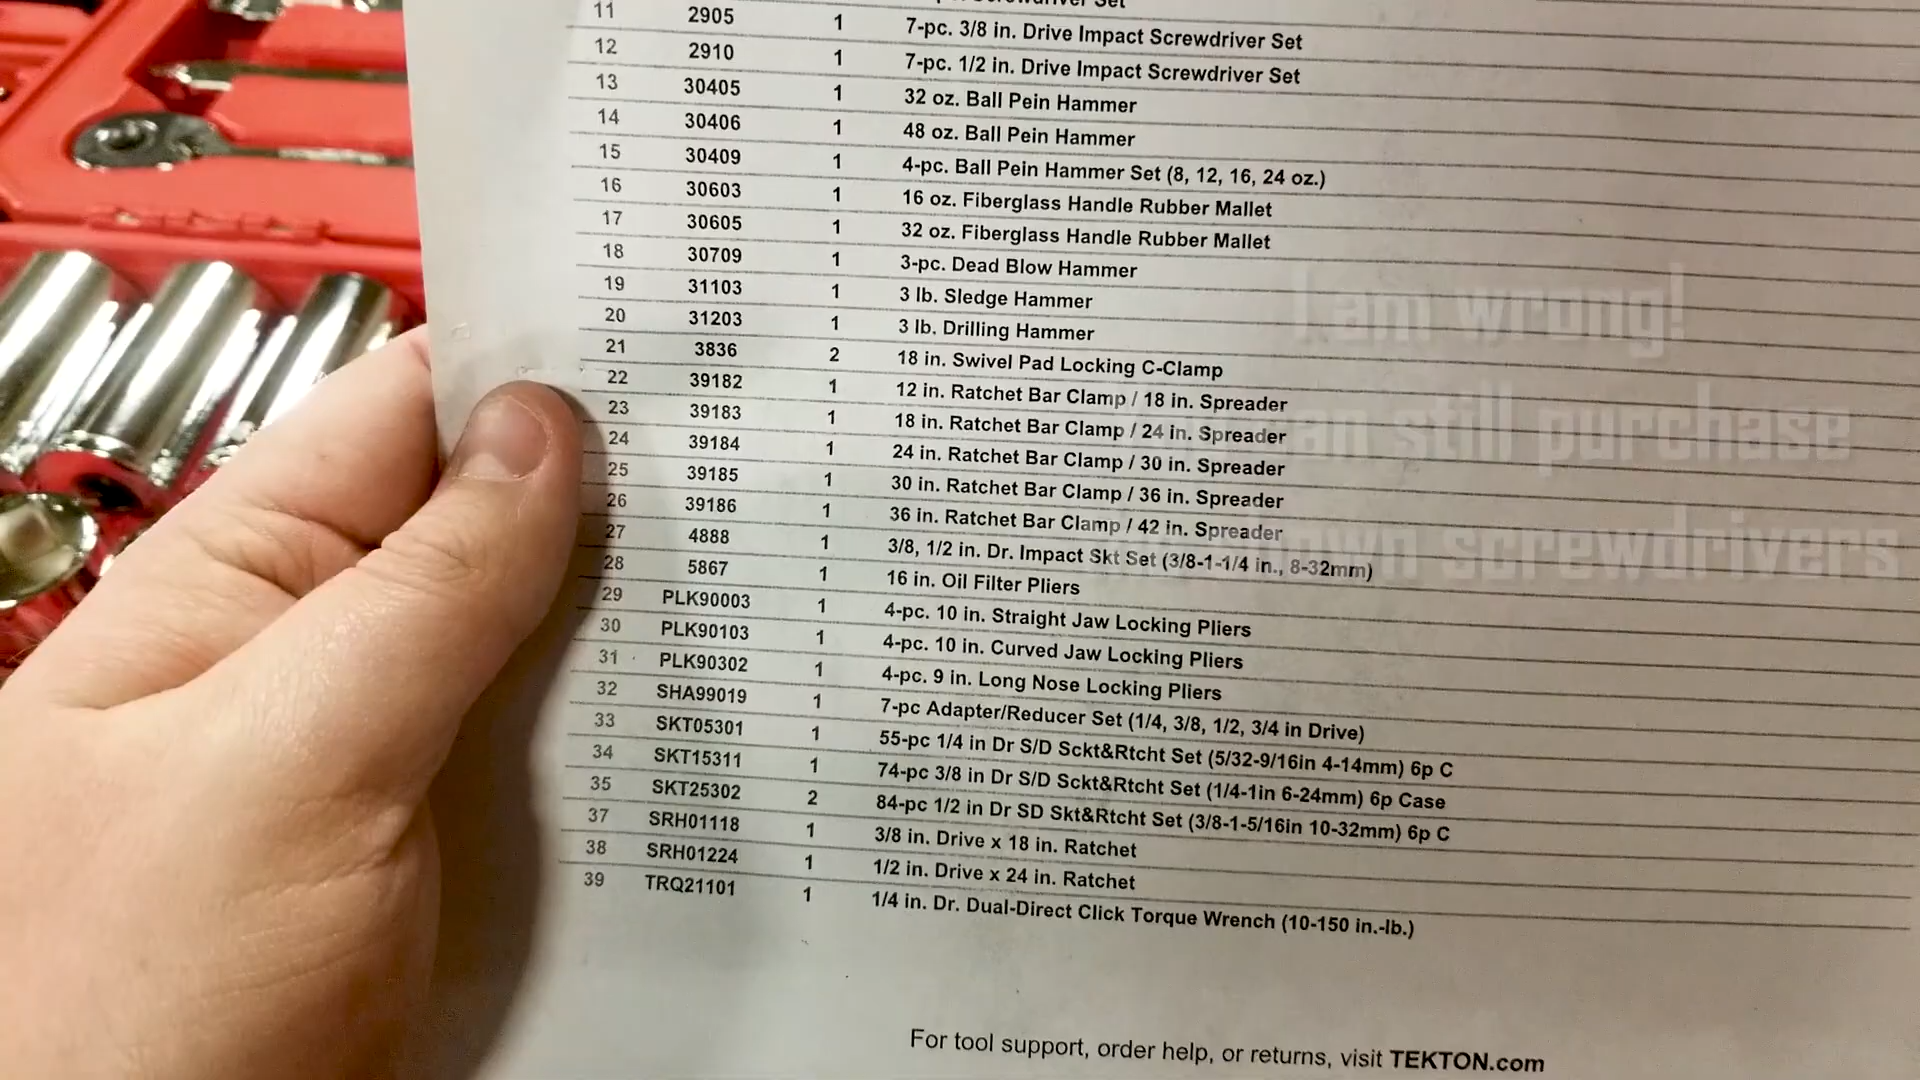 Screwdriver Set
11 2905 1 7-pc. 3/8 in. Drive Impact Screwdriver Set
12 2910 1 7-pc. 1/2 in. Drive Impact Screwdriver Set
13 30405 1 32 oz. Ball Pein Hammer
14 30406 1 48 oz. Ball Pein Hammer
15 30409 1 4-pc. Ball Pein Hammer Set (8, 12, 16, 24 oz.)
16 30603 1 16 oz. Fiberglass Handle Rubber Mallet
17 30605 1 32 oz. Fiberglass Handle Rubber Mallet
18 30709 1 3-pc. Dead Blow Hammer
19 31103 1 3 lb. Sledge Hammer
20 31203 1 3 lb. Drilling Hammer
21 3836 2 18 in. Swivel Pad Locking C-Clamp
22 39182 1 12 in. Ratchet Bar Clamp / 18 in. Spreader
23 39183 1 18 in. Ratchet Bar Clamp / 24 in. Spreader
24 39184 1 24 in. Ratchet Bar Clamp / 30 in. Spreader
25 39185 1 30 in. Ratchet Bar Clamp / 36 in. Spreader
26 39186 1 36 in. Ratchet Bar Clamp / 42 in. Spreader
27 4888 1 3/8, 1/2 in. Dr. Impact Skt Set (3/8-1-1/4 in., 8-32mm)
28 5867 1 16 in. Oil Filter Pliers
29 PLK90003 1 4-pc. 10 in. Straight Jaw Locking Pliers
30 PLK90103 1 4-pc. 10 in. Curved Jaw Locking Pliers
31 PLK90302 1 4-pc. 9 in. Long Nose Locking Pliers
32 SHA99019 1 7-pc Adapter/Reducer Set (1/4, 3/8, 1/2, 3/4 in Drive)
33 SKT05301 1 55-pc 1/4 in Dr S/D Sckt&Rtcht Set (5/32-9/16in 4-14mm) 6p C
34 SKT15311 1 74-pc 3/8 in Dr S/D Sckt&Rtcht Set (1/4-1in 6-24mm) 6p Case
35 SKT25302 2 84-pc 1/2 in Dr SD Skt&Rtcht Set (3/8-1-5/16in 10-32mm) 6p C
37 SRH01118 1 3/8 in. Drive x 18 in. Ratchet
38 SRH01224 1 1/2 in. Drive x 24 in. Ratchet
39 TRQ21101 1 1/4 in. Dr. Dual-Direct Click Torque Wrench (10-150 in.-lb.)
For tool support, order help, or returns, visit TEKTON.com
I am wrong!
can still purchase
own screwdrivers